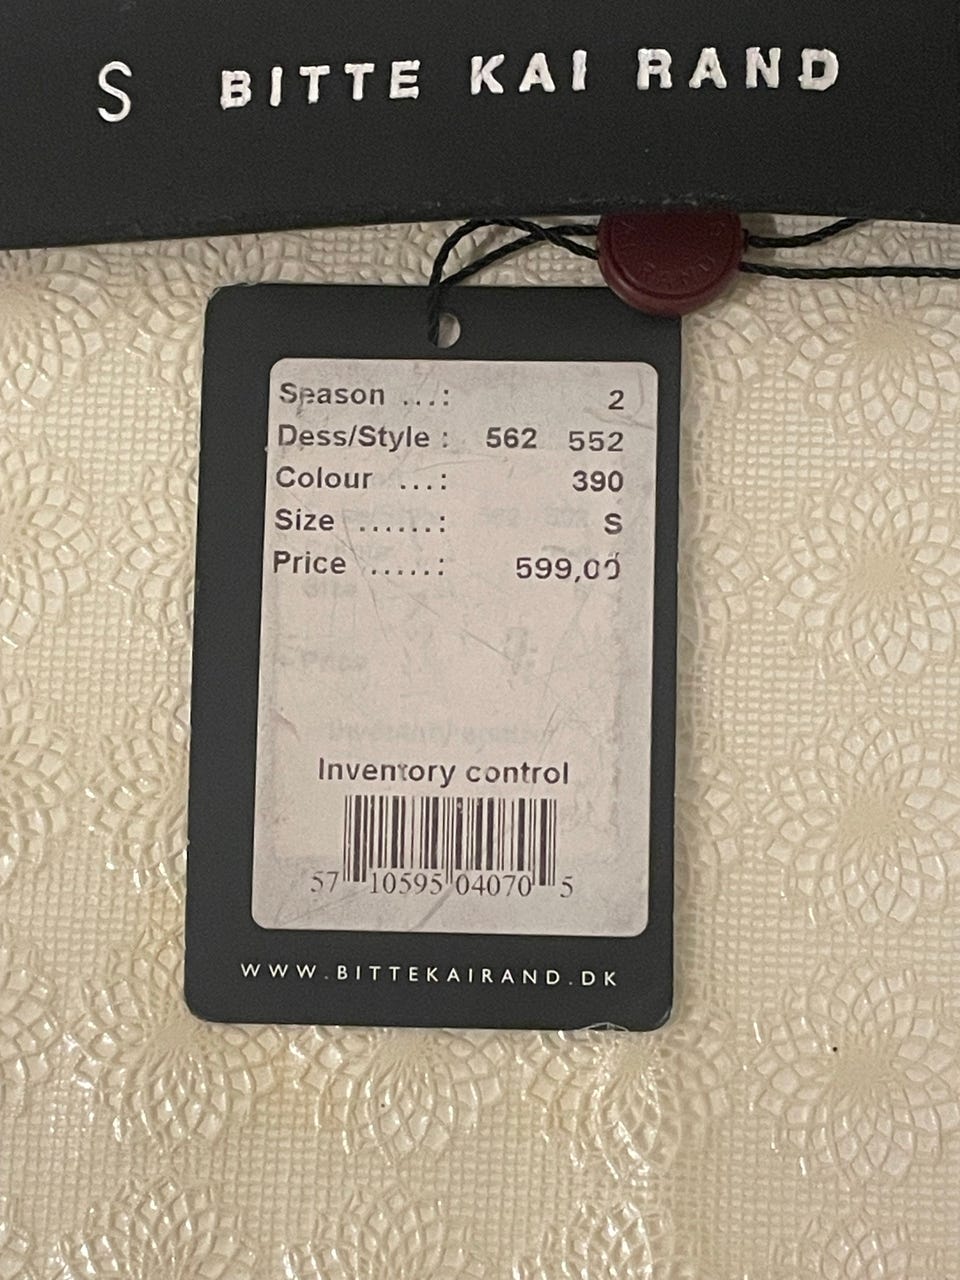 S BITTE KAI RAND
RAND
Season ...: 2
Dess/Style : 562 552
Colour ...: 390
Size ......: S
Price .....: 599,00
Inventory control
57 10595 04070 5
WWW.BITTEKAIRAND.DK